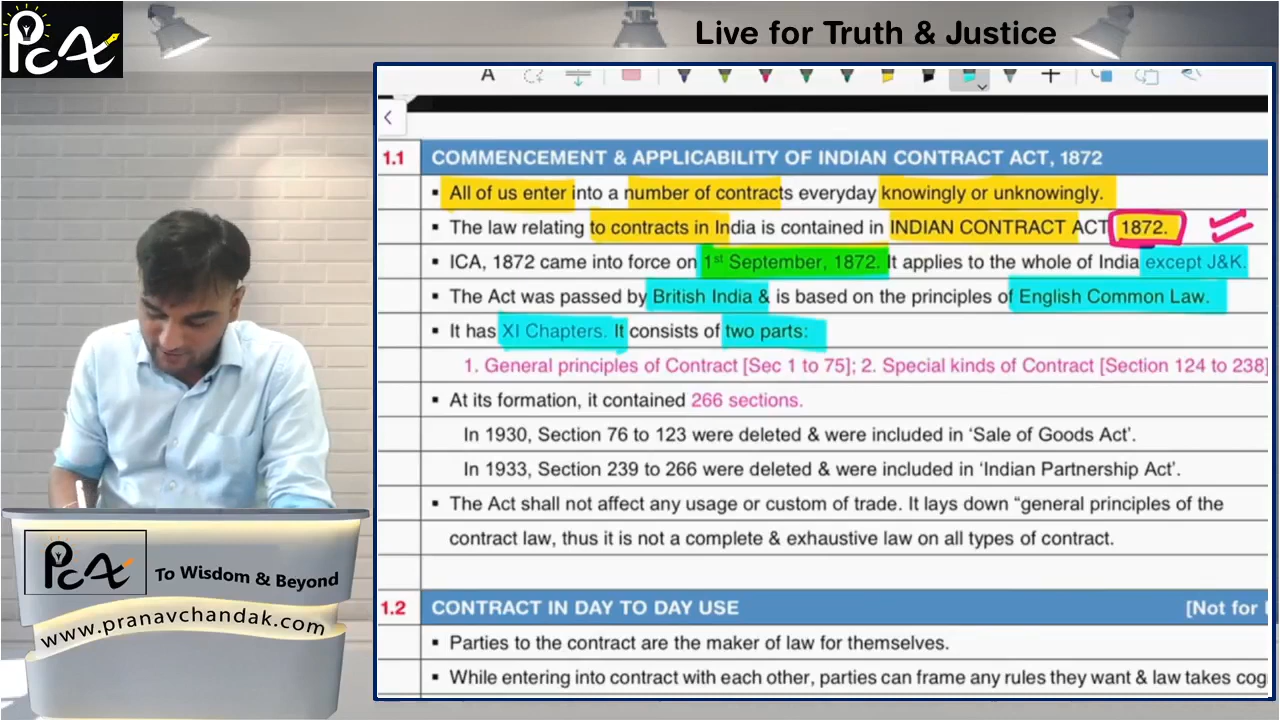 PCA
Live for Truth & Justice
A
1.1 COMMENCEMENT & APPLICABILITY OF INDIAN CONTRACT ACT, 1872
▪ All of us enter into a number of contracts everyday knowingly or unknowingly.
▪ The law relating to contracts in India is contained in INDIAN CONTRACT ACT 1872.
▪ ICA, 1872 came into force on 1st September, 1872. It applies to the whole of India except J&K.
▪ The Act was passed by British India & is based on the principles of English Common Law.
▪ It has XI Chapters. It consists of two parts:
1. General principles of Contract [Sec 1 to 75]; 2. Special kinds of Contract [Section 124 to 238]
▪ At its formation, it contained 266 sections.
In 1930, Section 76 to 123 were deleted & were included in ‘Sale of Goods Act’.
In 1933, Section 239 to 266 were deleted & were included in ‘Indian Partnership Act’.
▪ The Act shall not affect any usage or custom of trade. It lays down “general principles of the
contract law, thus it is not a complete & exhaustive law on all types of contract.
1.2 CONTRACT IN DAY TO DAY USE [Not for
▪ Parties to the contract are the maker of law for themselves.
▪ While entering into contract with each other, parties can frame any rules they want & law takes cog
PCA To Wisdom & Beyond
www.pranavchandak.com